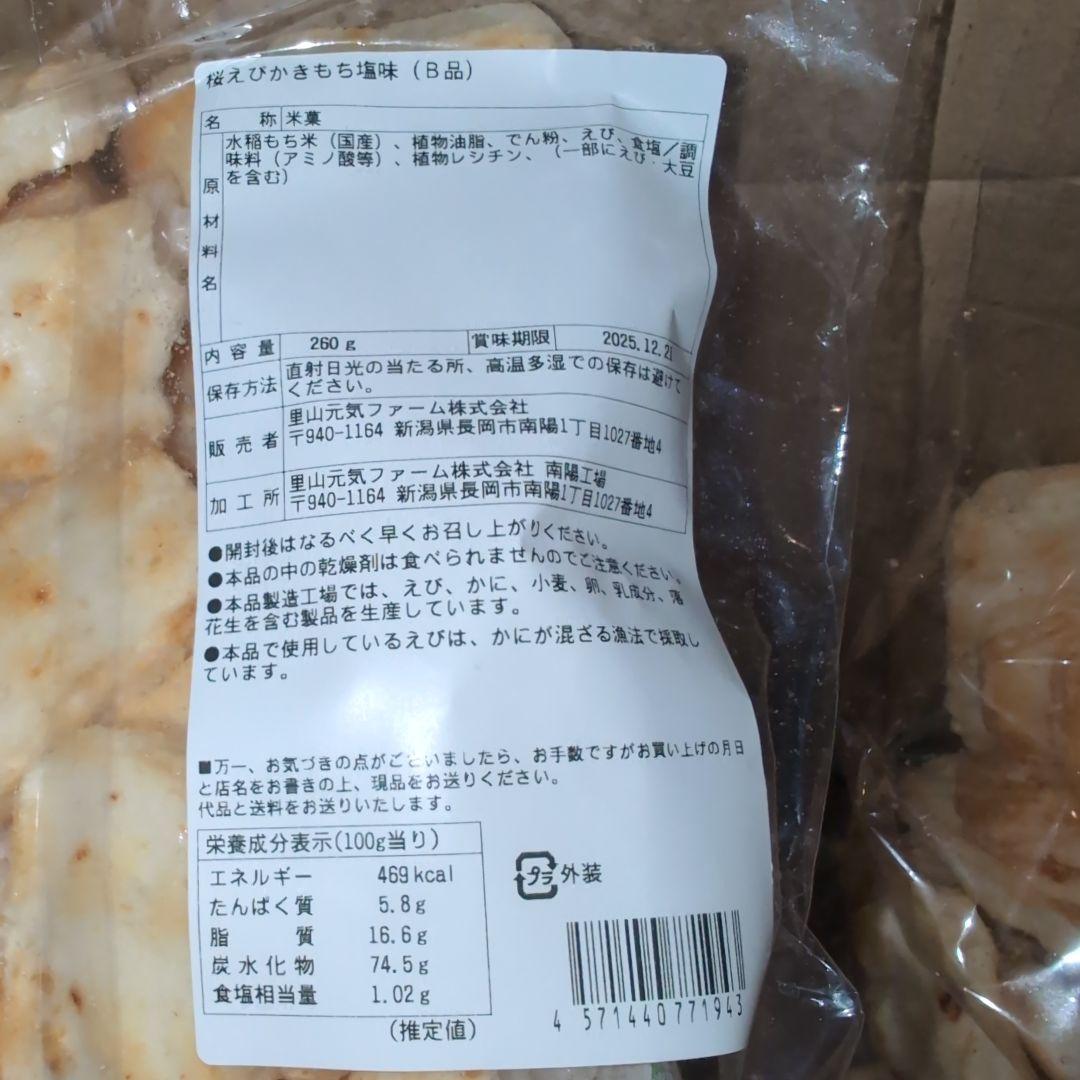 桜えびかきもち塩味（Ｂ品）
名称 米菓
原材料名 水稲もち米（国産）、植物油脂、でん粉、えび、食塩／調
味料（アミノ酸等）、植物レシチン、（一部にえび・大豆
を含む）
内容量 260ｇ 賞味期限 2025.12.21
保存方法 直射日光の当たる所、高温多湿での保存は避けて
ください。
販売者 里山元気ファーム株式会社
〒940-1164 新潟県長岡市南陽1丁目1027番地4
加工所 里山元気ファーム株式会社 南陽工場
〒940-1164 新潟県長岡市南陽1丁目1027番地4
●開封後はなるべく早くお召し上がりください。
●本品の中の乾燥剤は食べられませんのでご注意ください。
●本品製造工場では、えび、かに、小麦、卵、乳成分、落
花生を含む製品を生産しています。
●本品で使用しているえびは、かにが混ざる漁法で採取し
ています。
■万一、お気づきの点がございましたら、お手数ですがお買い上げの月日
と店名をお書きの上、現品をお送りください。
代品と送料をお送りいたします。
栄養成分表示(100g当り)
エネルギー 469kcal
たんぱく質 5.8g
脂質 16.6g
炭水化物 74.5g
食塩相当量 1.02g
(推定値)
プラ 外装
4 571440 771943